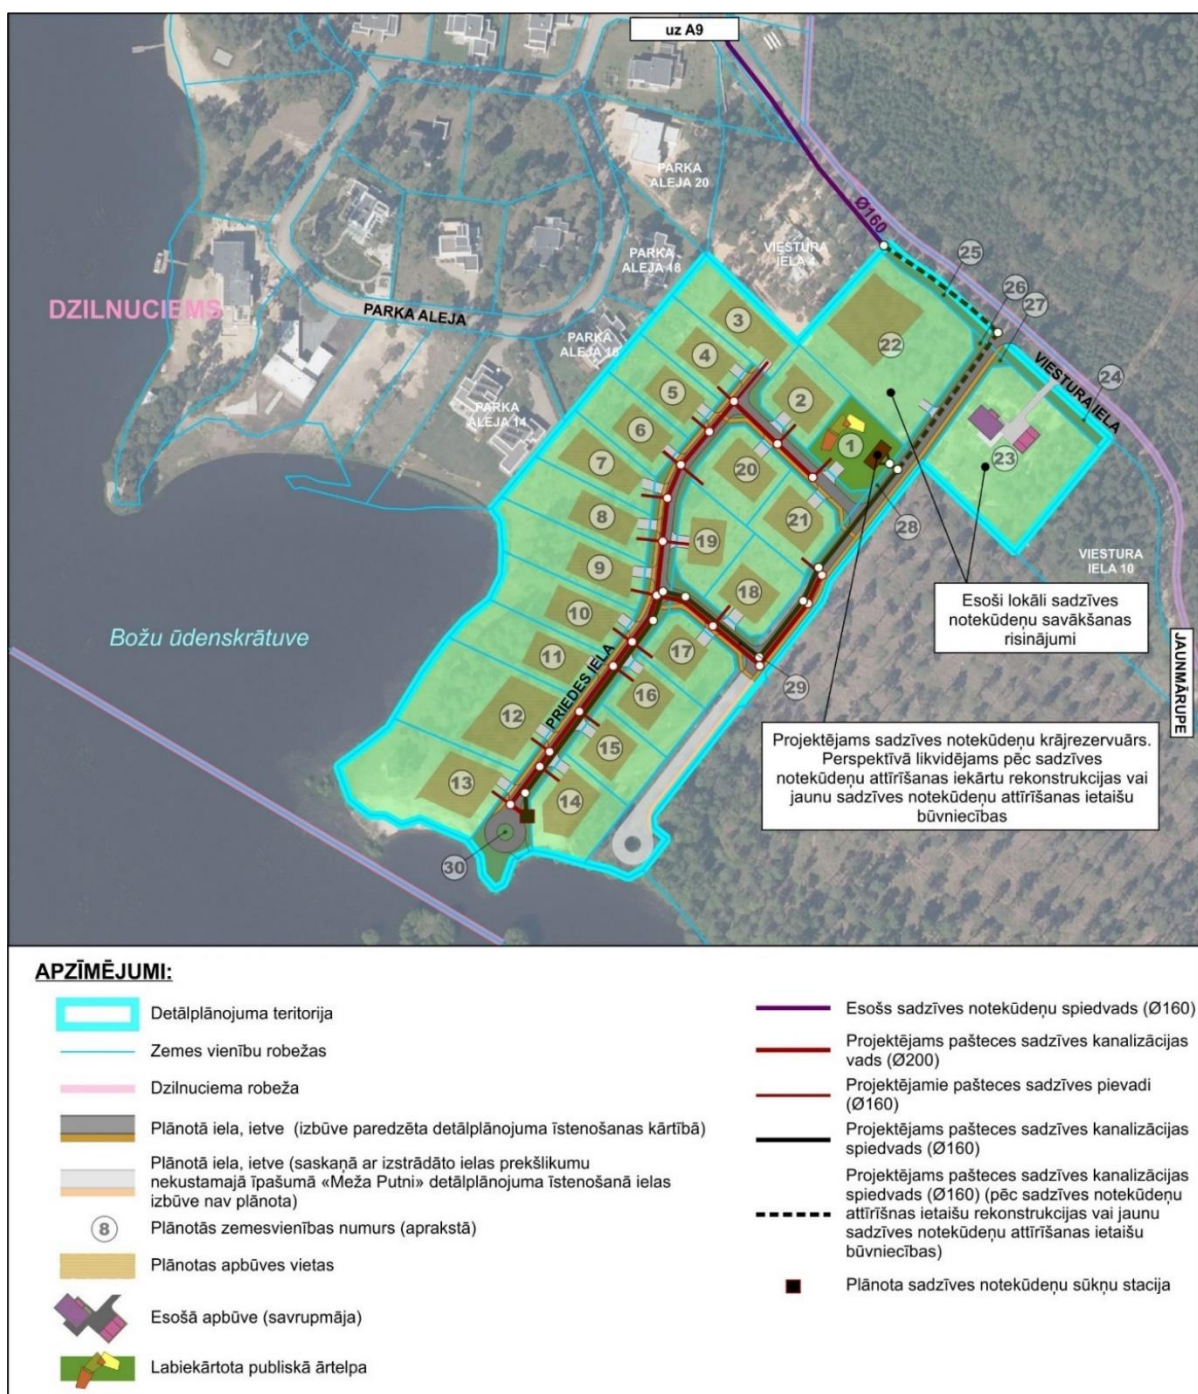 uz A9
PARKA
ALEJA 20
Ø160
PARKA
ALEJA 18
VIESTURA
IELA 4
25
26
27
DZILNUCIEMS
PARKA ALEJA
PARKA
ALEJA 16
PARKA
ALEJA 14
3
4
5
6
7
8
9
10
11
12
13
2
1
22
20
21
19
18
17
16
15
14
28
29
30
VIESTURA IELA
24
23
VIESTURA
IELA 10
JAUNMĀRUPE
Božu ūdenskrātuve
PRIEDES IELA
Esoši lokāli sadzīves
notekūdeņu savākšanas
risinājumi
Projektējams sadzīves notekūdeņu krājrezervuārs.
Perspektīvā likvidējams pēc sadzīves
notekūdeņu attīrīšanas iekārtu rekonstrukcijas vai
jaunu sadzīves notekūdeņu attīrīšanas ietaišu
būvniecības
APZĪMĒJUMI:
Detālplānojuma teritorija
Zemes vienību robežas
Dzilnuciema robeža
Plānotā iela, ietve (izbūve paredzēta detālplānojuma īstenošanas kārtībā)
Plānotā iela, ietve (saskaņā ar izstrādāto ielas prekšlikumu
nekustamajā īpašumā «Meža Putni» detālplānojuma īstenošanā ielas
izbūve nav plānota)
8
Plānotās zemesvienības numurs (aprakstā)
Plānotas apbūves vietas
Esošā apbūve (savrupmāja)
Labiekārtota publiskā ārtelpa
Esošs sadzīves notekūdeņu spiedvads (Ø160)
Projektējams pašteces sadzīves kanalizācijas
vads (Ø200)
Projektējamie pašteces sadzīves pievadi
(Ø160)
Projektējams pašteces sadzīves kanalizācijas
spiedvads (Ø160)
Projektējams pašteces sadzīves kanalizācijas
spiedvads (Ø160) (pēc sadzīves notekūdeņu
attīrīšnas ietaišu rekonstrukcijas vai jaunu
sadzīves notekūdeņu attīrīšanas ietaišu
būvniecības)
Plānota sadzīves notekūdeņu sūkņu stacija